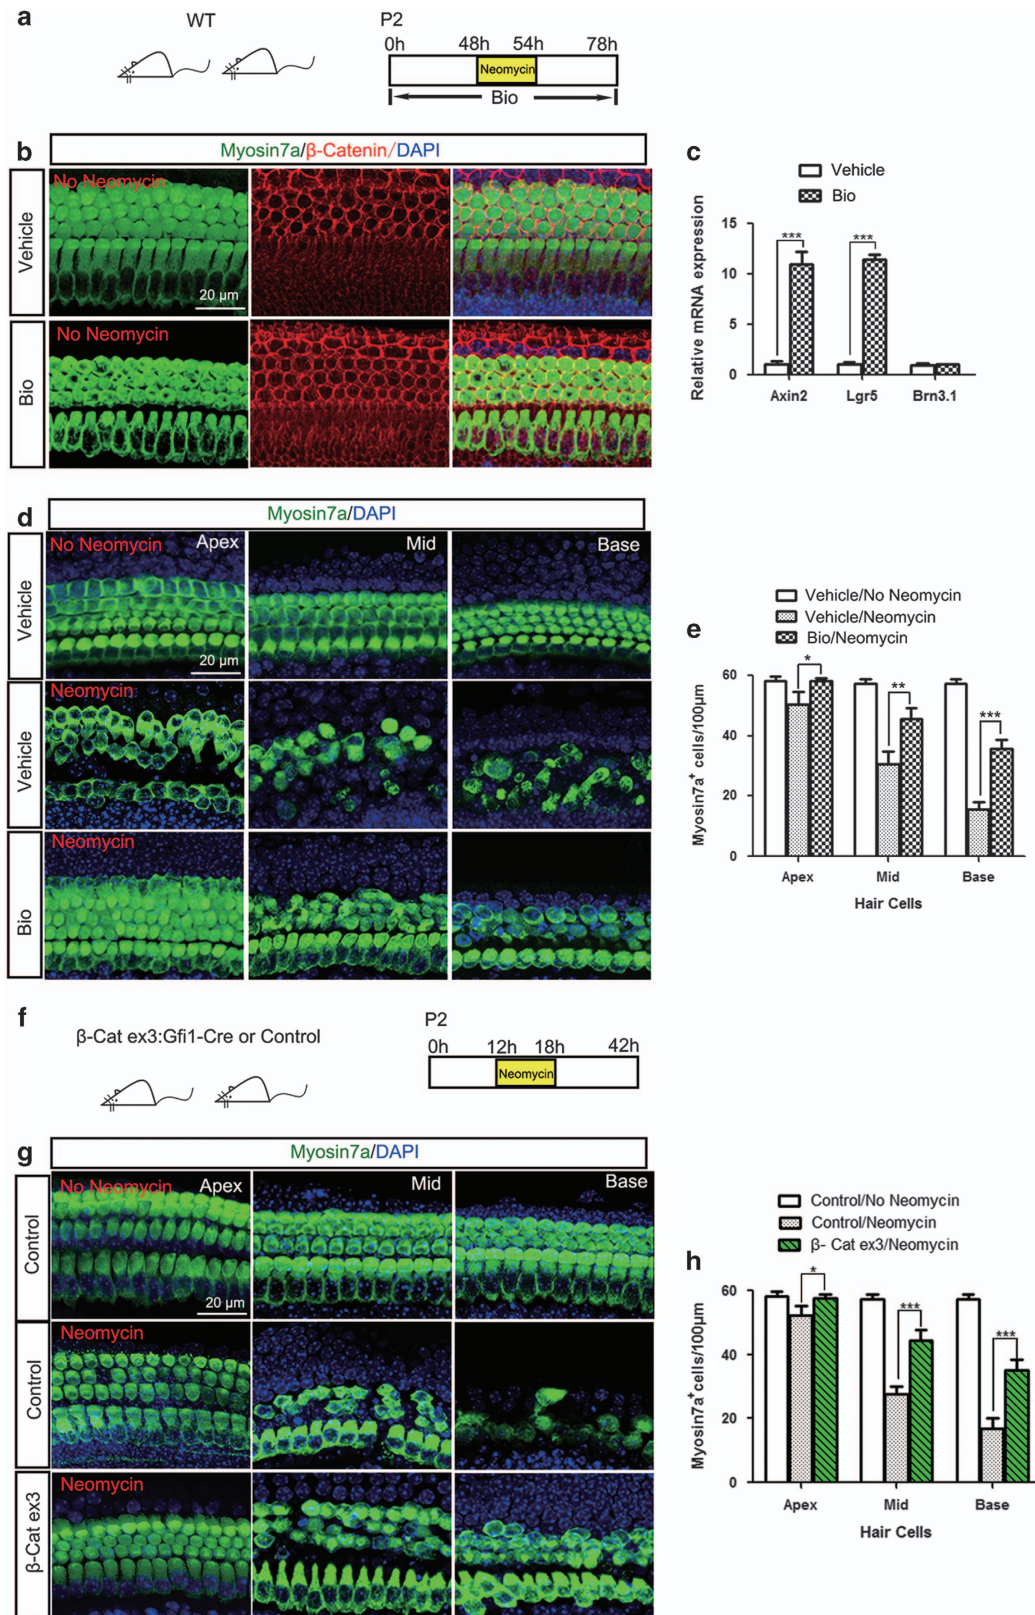 a
WT
P2
0h 48h 54h 78h
Neomycin
Bio
b
Myosin7a/β-Catenin/DAPI
Vehicle
No Neomycin
20 µm
Bio
No Neomycin
c
Vehicle
Bio
Relative mRNA expression
15
10
5
0
***
***
Axin2 Lgr5 Brn3.1
d
Myosin7a/DAPI
Vehicle
No Neomycin Apex Mid Base
20 µm
Vehicle
Neomycin
Bio
Neomycin
e
Vehicle/No Neomycin
Vehicle/Neomycin
Bio/Neomycin
Myosin7a+ cells/100µm
60
40
20
0
*
**
***
Apex Mid Base
Hair Cells
f
β-Cat ex3:Gfi1-Cre or Control
P2
0h 12h 18h 42h
Neomycin
g
Myosin7a/DAPI
Control
No Neomycin Apex Mid Base
20 µm
Control
Neomycin
β-Cat ex3
Neomycin
h
Control/No Neomycin
Control/Neomycin
β- Cat ex3/Neomycin
Myosin7a+cells/100µm
60
40
20
0
*
***
***
Apex Mid Base
Hair Cells